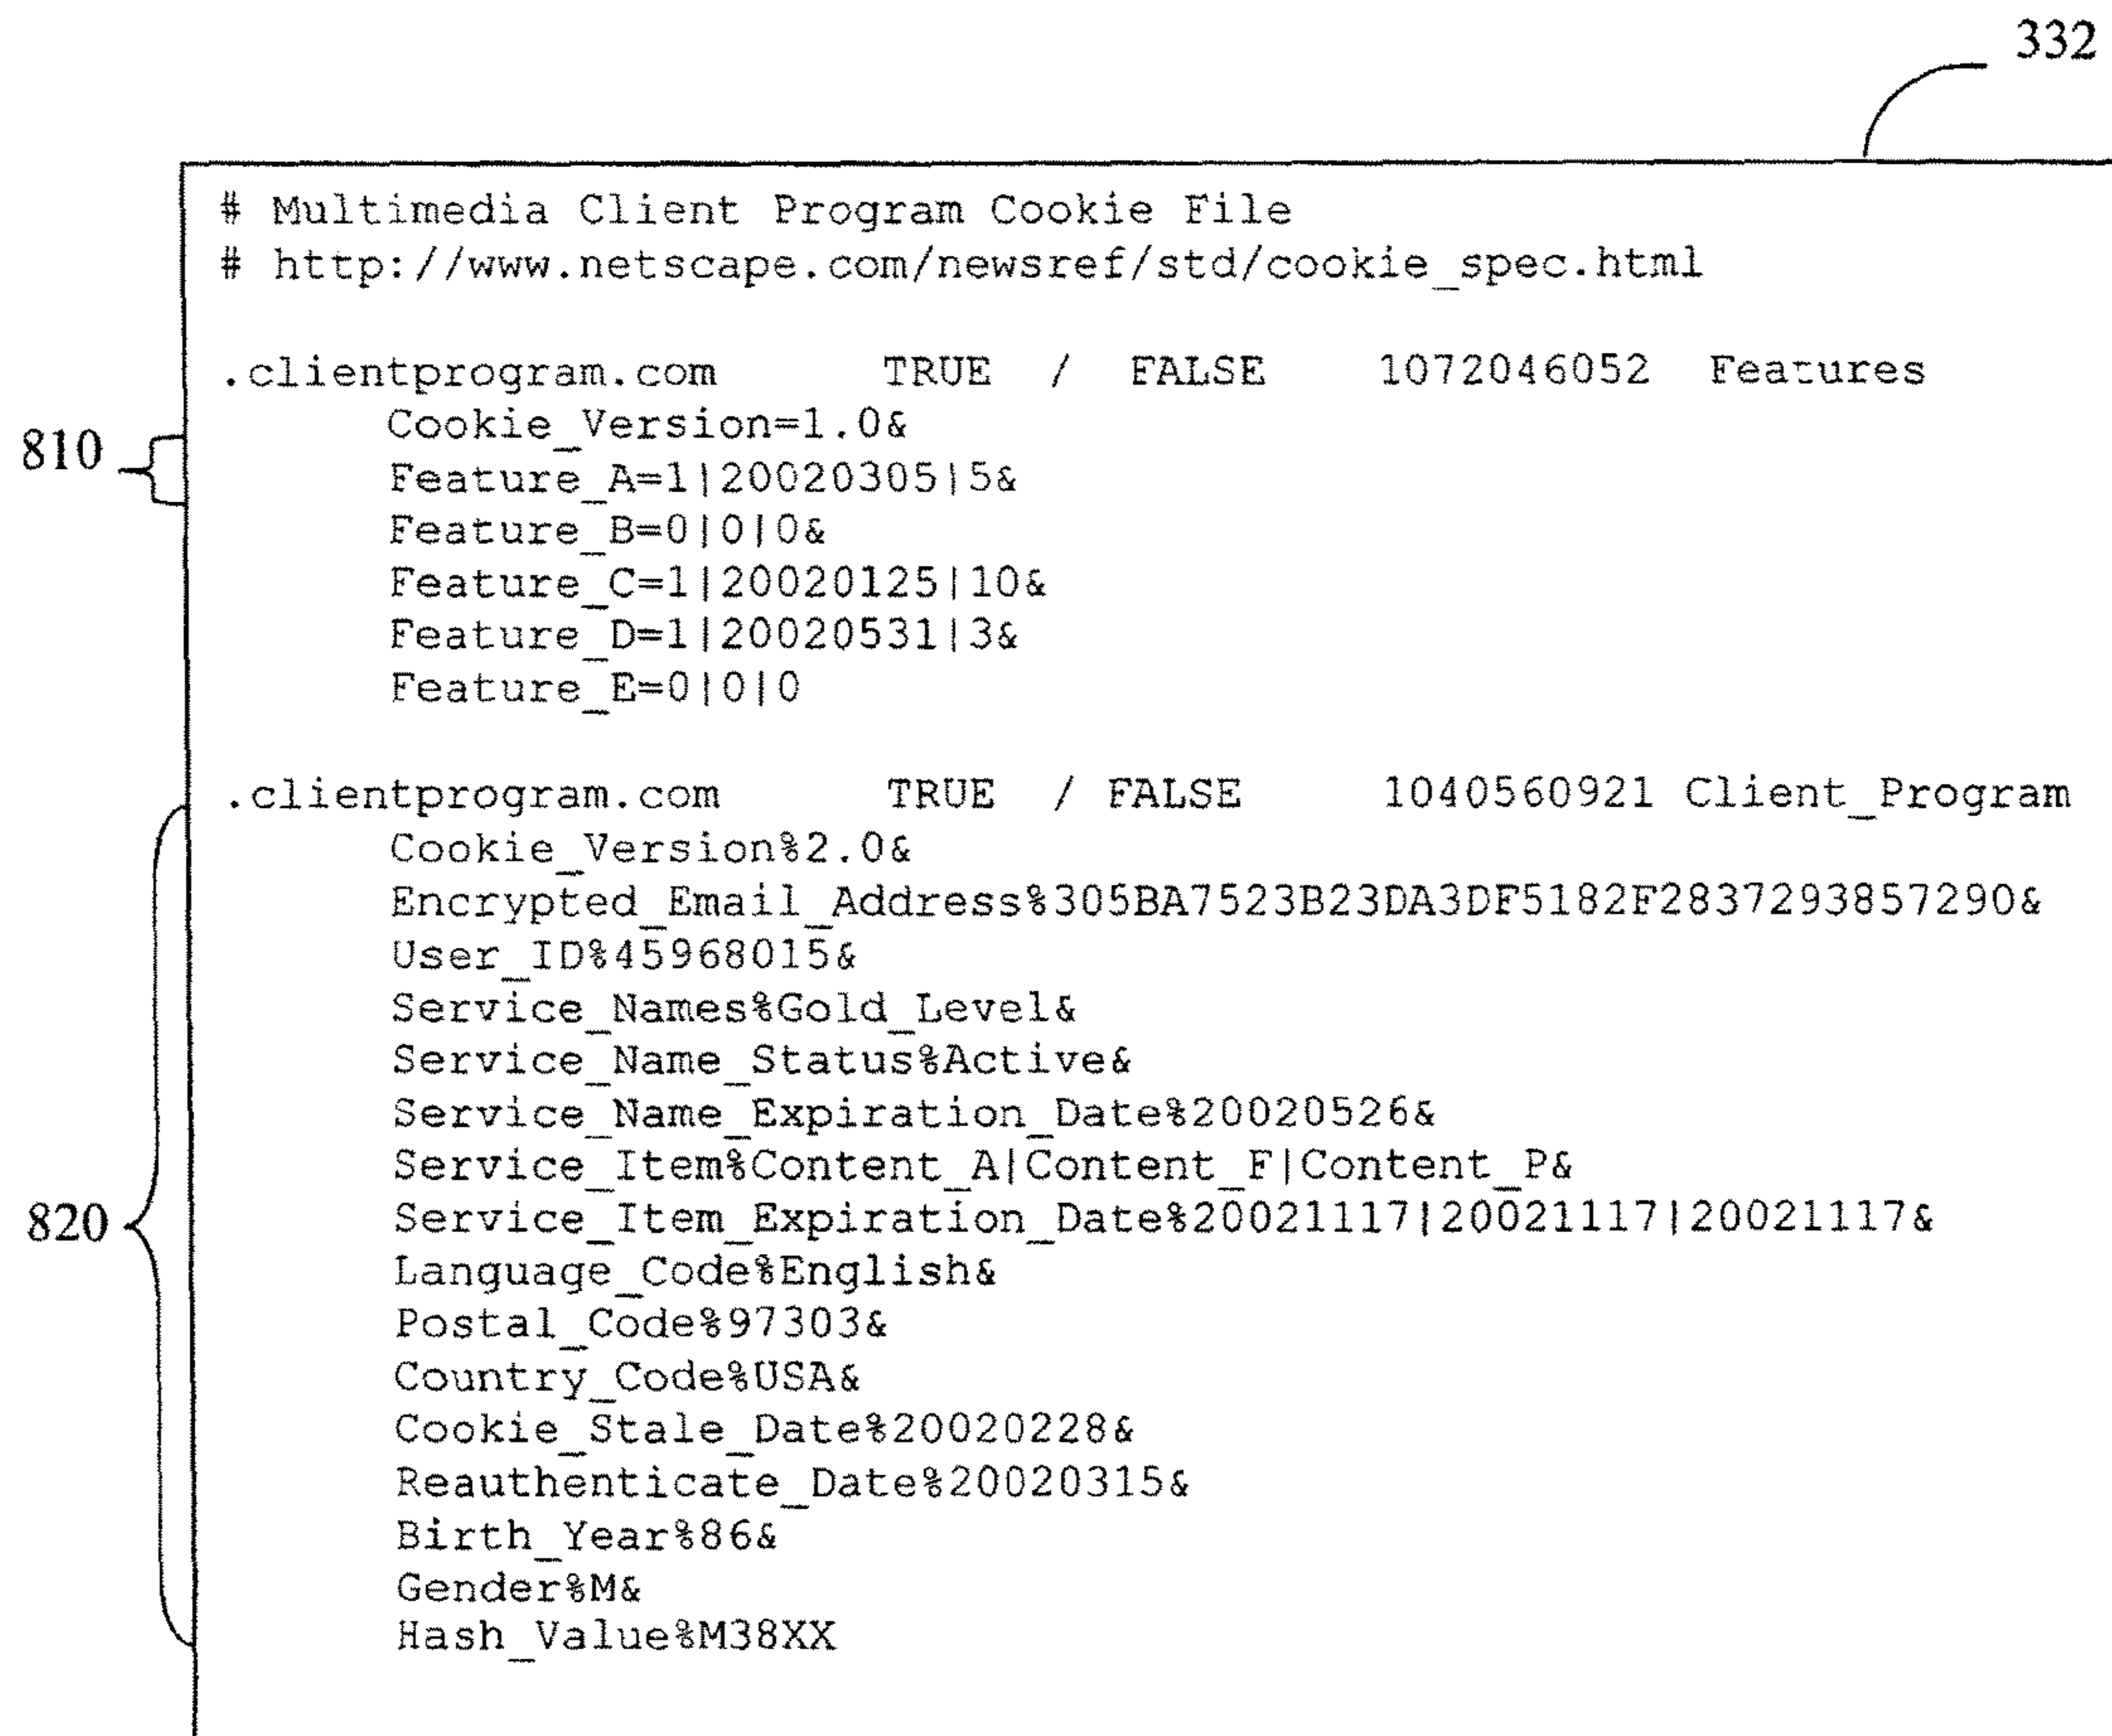 332
# Multimedia Client Program Cookie File
# http://www.netscape.com/newsref/std/cookie_spec.html
.clientprogram.com TRUE / FALSE 1072046052 Features
Cookie_Version=1.0&
810
Feature_A=1|20020305|5&
Feature_B=0|0|0&
Feature_C=1|20020125|10&
Feature_D=1|20020531|3&
Feature_E=0|0|0
.clientprogram.com TRUE / FALSE 1040560921 Client_Program
Cookie_Version%2.0&
Encrypted_Email_Address%305BA7523B23DA3DF5182F2837293857290&
User_ID%45968015&
Service_Names%Gold_Level&
Service_Name_Status%Active&
Service_Name_Expiration_Date%20020526&
Service_Item%Content_A|Content_F|Content_P&
820
Service_Item_Expiration_Date%20021117|20021117|20021117&
Language_Code%English&
Postal_Code%97303&
Country_Code%USA&
Cookie_Stale_Date%20020228&
Reauthenticate_Date%20020315&
Birth_Year%86&
Gender%M&
Hash_Value%M38XX